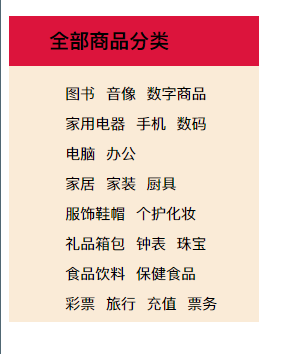 全部商品分类
图书 音像 数字商品
家用电器 手机 数码
电脑 办公
家居 家装 厨具
服饰鞋帽 个护化妆
礼品箱包 钟表 珠宝
食品饮料 保健食品
彩票 旅行 充值 票务